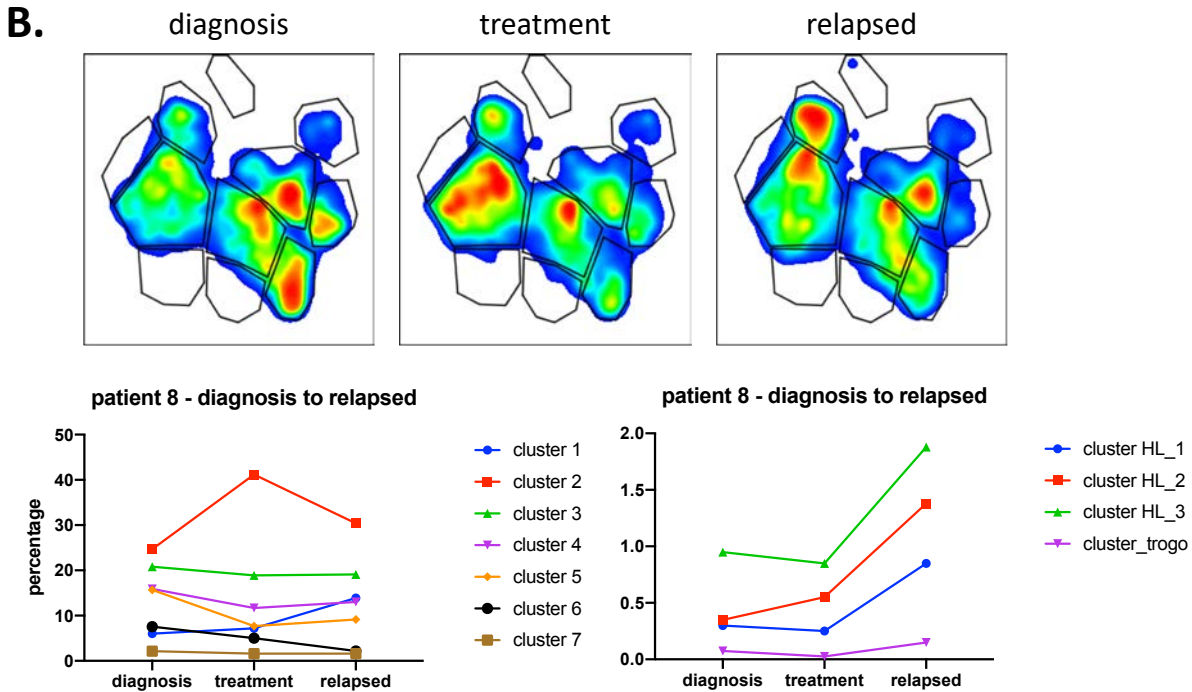 B.
diagnosis treatment relapsed
patient 8 - diagnosis to relapsed
percentage
50
40
30
20
10
0
diagnosis treatment relapsed
cluster 1
cluster 2
cluster 3
cluster 4
cluster 5
cluster 6
cluster 7
patient 8 - diagnosis to relapsed
2.0
1.5
1.0
0.5
0.0
diagnosis treatment relapsed
cluster HL_1
cluster HL_2
cluster HL_3
cluster_trogo